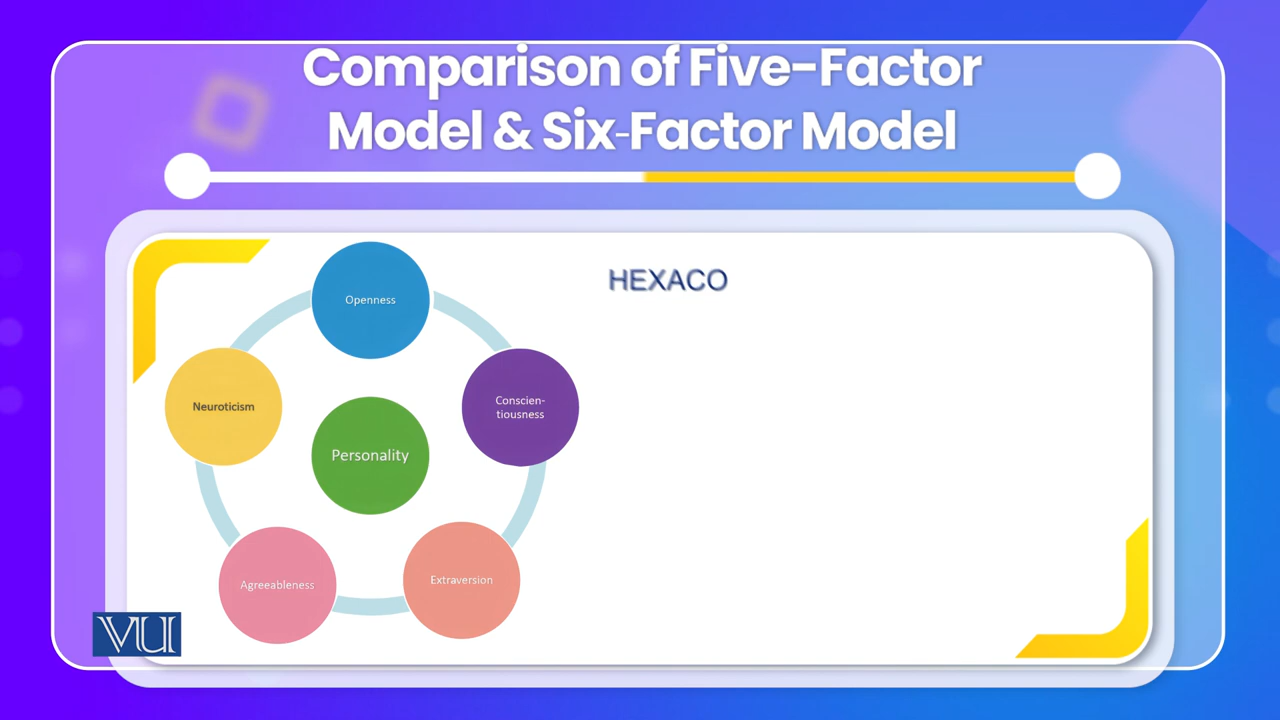 Comparison of Five-Factor
Model & Six-Factor Model
HEXACO
Openness
Conscien-
tiousness
Neuroticism
Personality
Extraversion
Agreeableness
VU